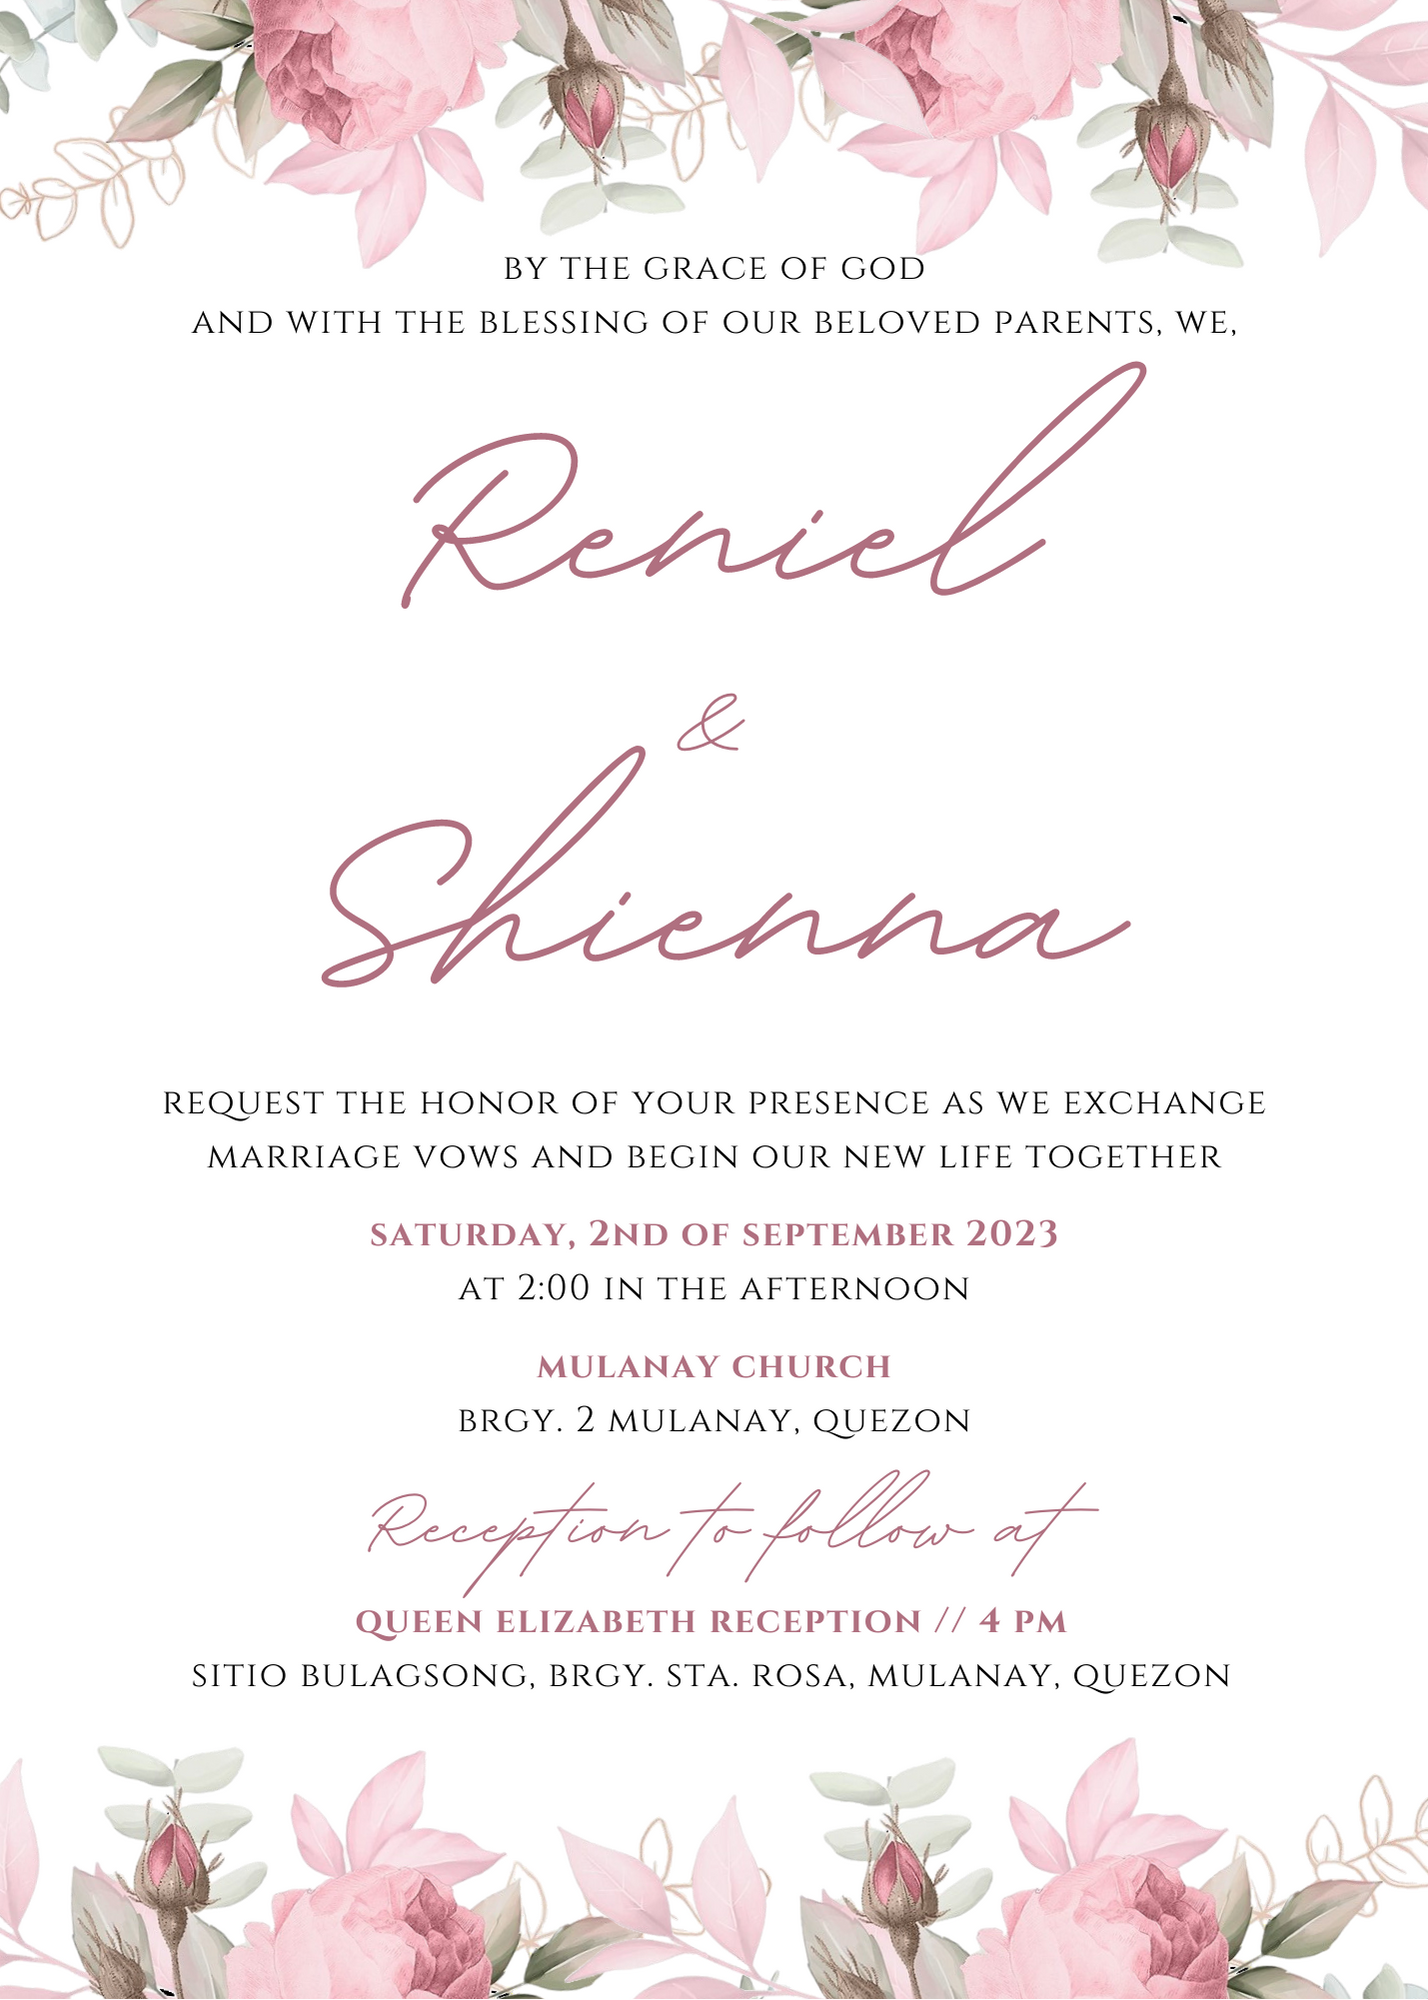 BY THE GRACE OF GOD
AND WITH THE BLESSING OF OUR BELOVED PARENTS, WE,
Reniel
&
Shienna
REQUEST THE HONOR OF YOUR PRESENCE AS WE EXCHANGE
MARRIAGE VOWS AND BEGIN OUR NEW LIFE TOGETHER
SATURDAY, 2ND OF SEPTEMBER 2023
AT 2:00 IN THE AFTERNOON
MULANAY CHURCH
BRGY. 2 MULANAY, QUEZON
Reception to follow at
QUEEN ELIZABETH RECEPTION // 4 PM
SITIO BULAGSONG, BRGY. STA. ROSA, MULANAY, QUEZON